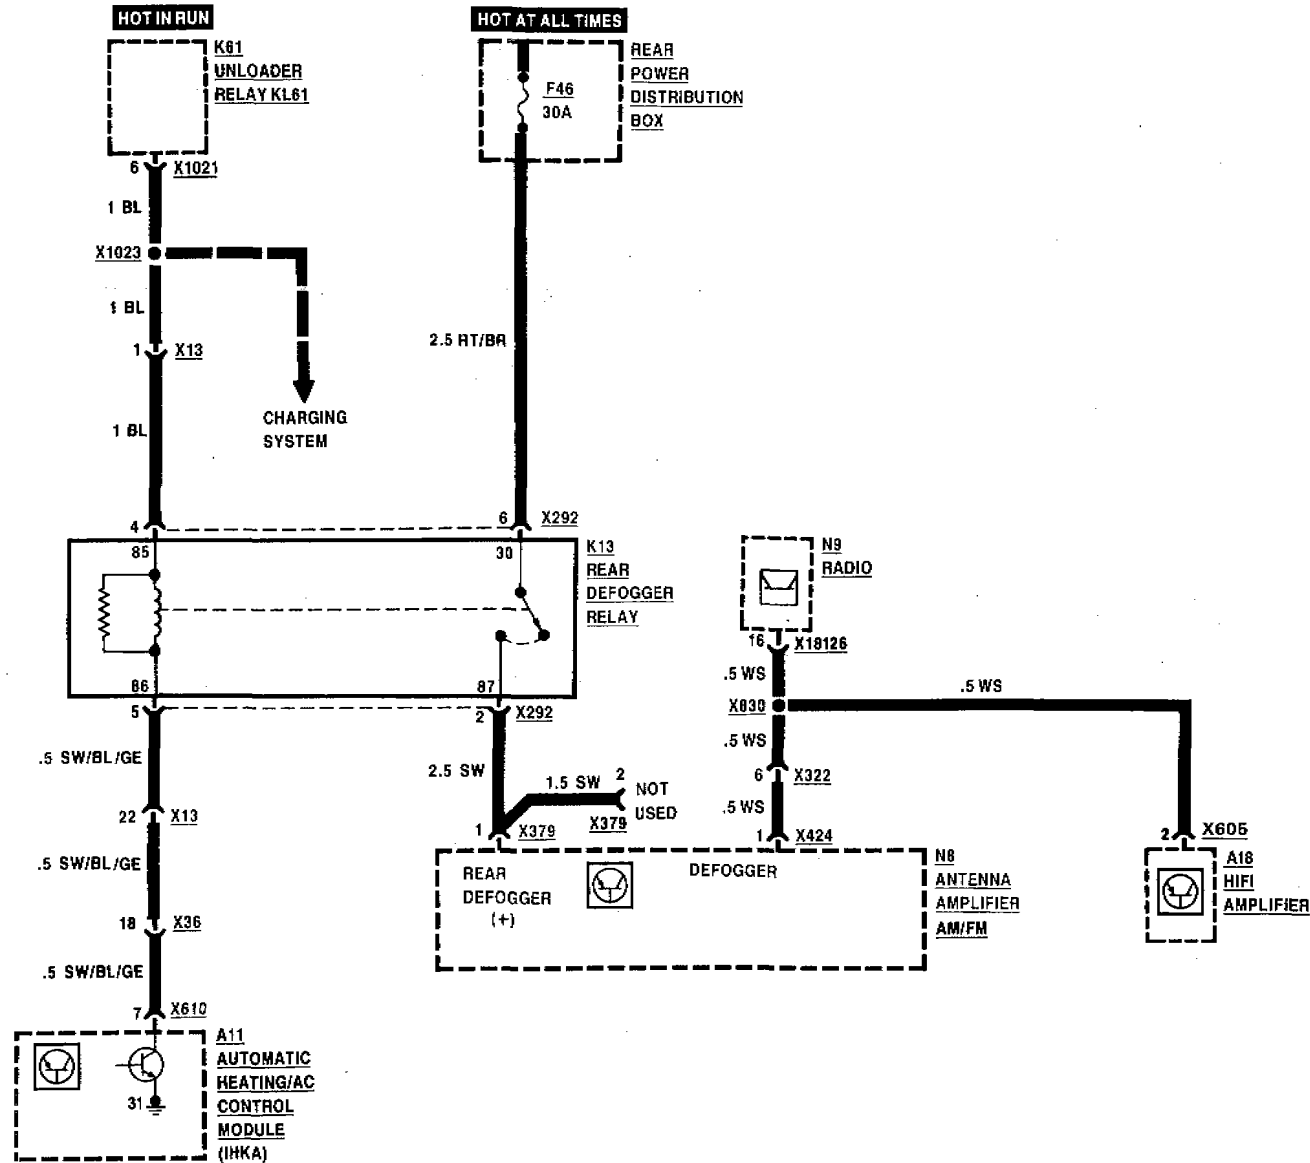 HOT IN RUN
HOT AT ALL TIMES
K61
UNLOADER
RELAY KL61
F46
30A
REAR
POWER
DISTRIBUTION
BOX
6 X1021
1 BL
X1023
1 BL
1 X13
2.5 RT/BR
CHARGING
SYSTEM
1 BL
4
6 X292
85
30
K13
REAR
DEFOGGER
RELAY
N9
RADIO
86
87
16 X18126
.5 WS
.5 WS
X830
5
2 X292
.5 WS
.5 SW/BL/GE
2.5 SW
1.5 SW
2
NOT
USED
X379
6 X322
.5 WS
22 X13
1 X379
1 X424
2 X605
.5 SW/BL/GE
REAR
DEFOGGER
(+)
DEFOGGER
N8
ANTENNA
AMPLIFIER
AM/FM
A18
HIFI
AMPLIFIER
18 X36
.5 SW/BL/GE
7 X610
A11
AUTOMATIC
HEATING/AC
CONTROL
MODULE
(IHKA)
31